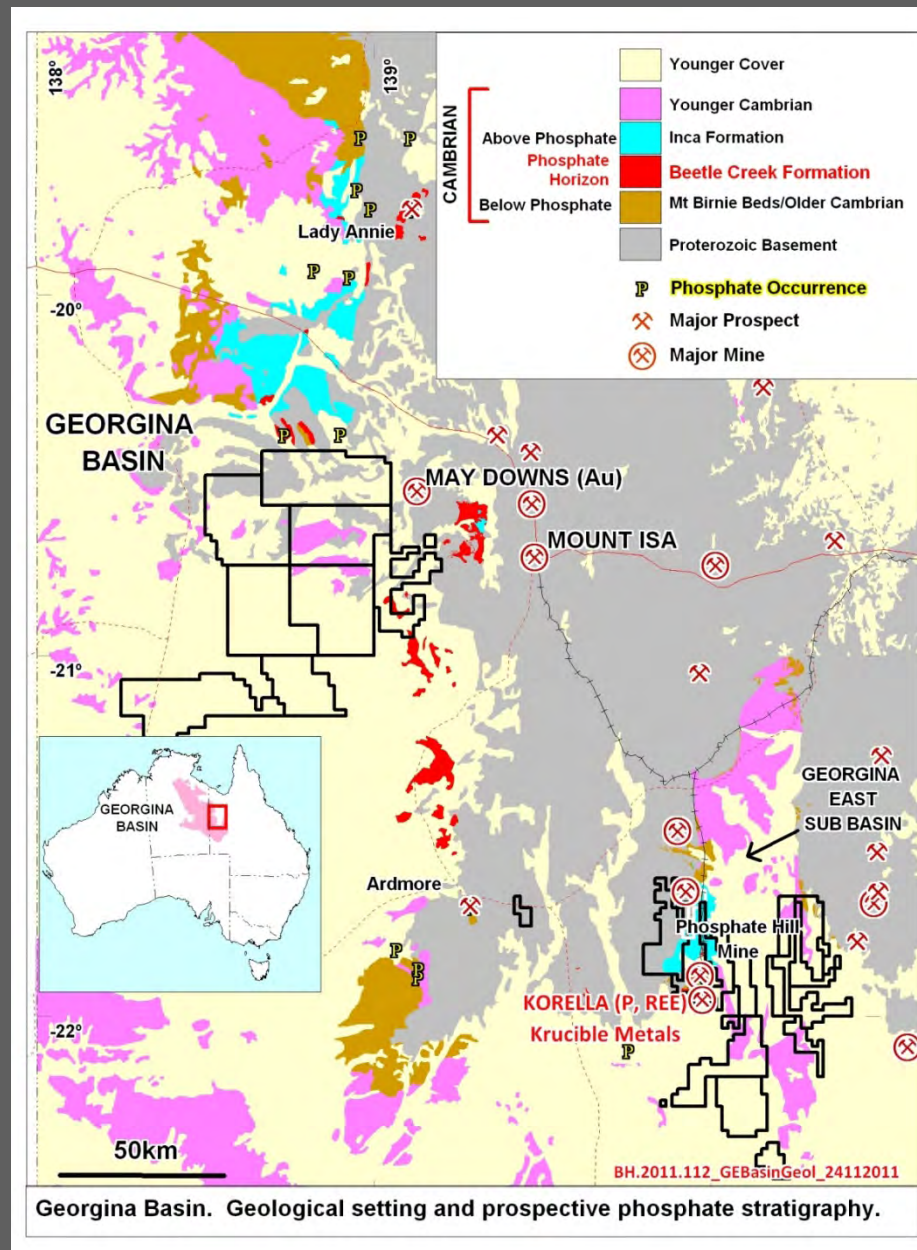 138°
139°
Younger Cover
Younger Cambrian
CAMBRIAN
Above Phosphate
Inca Formation
Phosphate
Horizon
Beetle Creek Formation
Below Phosphate
Mt Birnie Beds/Older Cambrian
Proterozoic Basement
P
Phosphate Occurrence
Major Prospect
Major Mine
P
P
P
P
Lady Annie
P
P
-20°
GEORGINA
BASIN
P
P
MAY DOWNS (Au)
MOUNT ISA
-21°
GEORGINA
BASIN
GEORGINA
EAST
SUB BASIN
Ardmore
Phosphate Hill
Mine
P
P
P
KORELLA (P, REE)
Krucible Metals
-22°
P
50km
BH.2011.112_GEBasinGeol_24112011
Georgina Basin.  Geological setting and prospective phosphate stratigraphy.